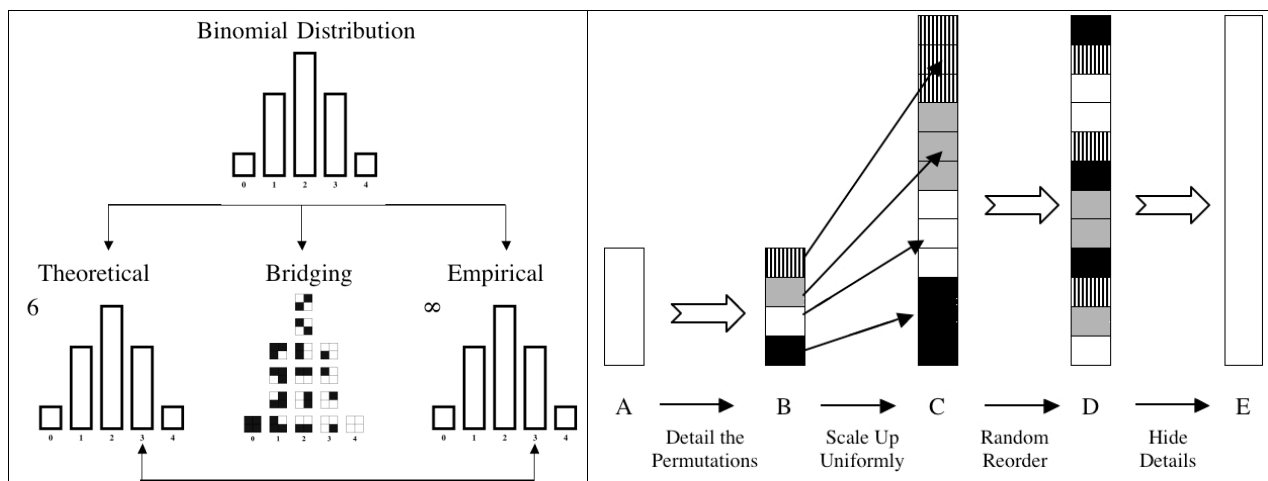 Binomial Distribution
0 1 2 3 4
Theoretical Bridging Empirical
6 ∞
0 1 2 3 4 0 1 2 3 4 0 1 2 3 4
A B C D E
Detail the
Permutations
Scale Up
Uniformly
Random
Reorder
Hide
Details